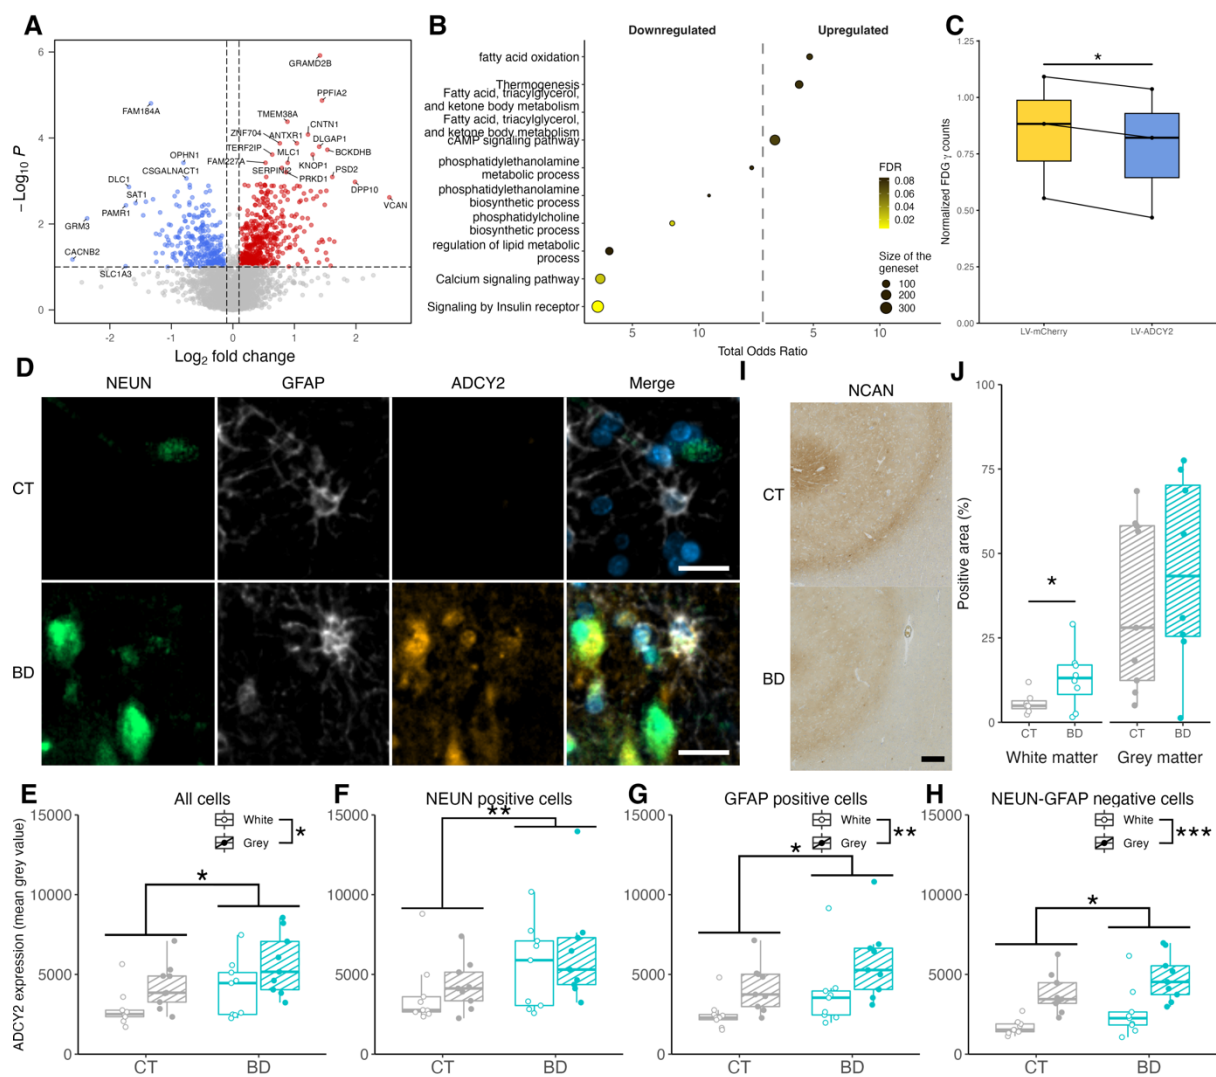 A
6
4
2
0
− Log10 P
GRAMD2B
PPFIA2
FAM184A
TMEM38A
CNTN1
ZNF704
ANTXR1
DLGAP1
TERF2IP
MLC1
BCKDHB
OPHN1
FAM227A
KNOP1
PSD2
CSGALNACT1
SERPINI2
PRKD1
DPP10
DLC1
SAT1
VCAN
PAMR1
GRM3
CACNB2
SLC1A3
-2
-1
0
1
2
Log2 fold change
B
Downregulated
Upregulated
fatty acid oxidation
Thermogenesis
Fatty acid, triacylglycerol,
and ketone body metabolism
Fatty acid, triacylglycerol,
and ketone body metabolism
cAMP signaling pathway
phosphatidylethanolamine
metabolic process
phosphatidylethanolamine
biosynthetic process
phosphatidylcholine
biosynthetic process
regulation of lipid metabolic
process
Calcium signaling pathway
Signaling by Insulin receptor
5
10
5
10
Total Odds Ratio
FDR
0.08
0.06
0.04
0.02
Size of the
geneset
100
200
300
C
1.25
1.00
0.75
0.50
0.25
0.00
Normalized FDG γ counts
*
LV-mCherry
LV-ADCY2
D
NEUN
GFAP
ADCY2
Merge
CT
BD
I
NCAN
CT
BD
J
100
75
50
25
0
Positive area (%)
*
CT
BD
CT
BD
White matter
Grey matter
E
All cells
15000
10000
5000
0
ADCY2 expression (mean grey value)
White
Grey
*
*
CT
BD
F
NEUN positive cells
15000
10000
5000
0
**
CT
BD
G
GFAP positive cells
15000
10000
5000
0
White
Grey
**
*
CT
BD
H
NEUN-GFAP negative cells
15000
10000
5000
0
White
Grey
***
*
CT
BD